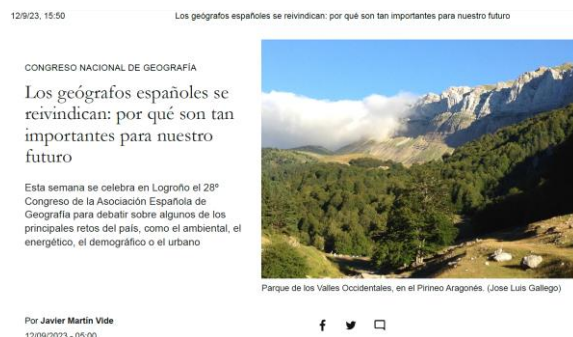 12/9/23, 15:50
Los geógrafos españoles se reivindican: por qué son tan importantes para nuestro futuro
CONGRESO NACIONAL DE GEOGRAFÍA
Los geógrafos españoles se
reivindican: por qué son tan
importantes para nuestro
futuro
Esta semana se celebra en Logroño el 28º
Congreso de la Asociación Española de
Geografía para debatir sobre algunos de los
principales retos del país, como el ambiental, el
energético, el demográfico o el urbano
Parque de los Valles Occidentales, en el Pirineo Aragonés. (Jose Luis Gallego)
Por Javier Martín Vide
12/09/2023 - 05:00